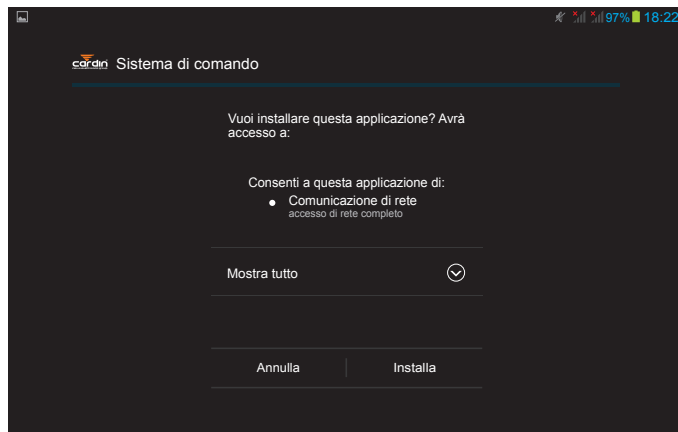 97% 18:22
cardin Sistema di comando
Vuoi installare questa applicazione? Avrà
accesso a:
Consenti a questa applicazione di:
● Comunicazione di rete
accesso di rete completo
Mostra tutto
Annulla Installa